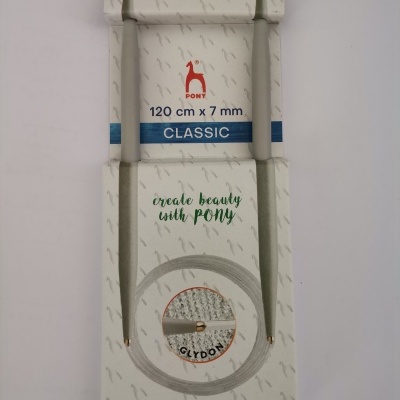 PONY
120 cm x 7 mm
CLASSIC
create beauty
with PONY
GLYDON